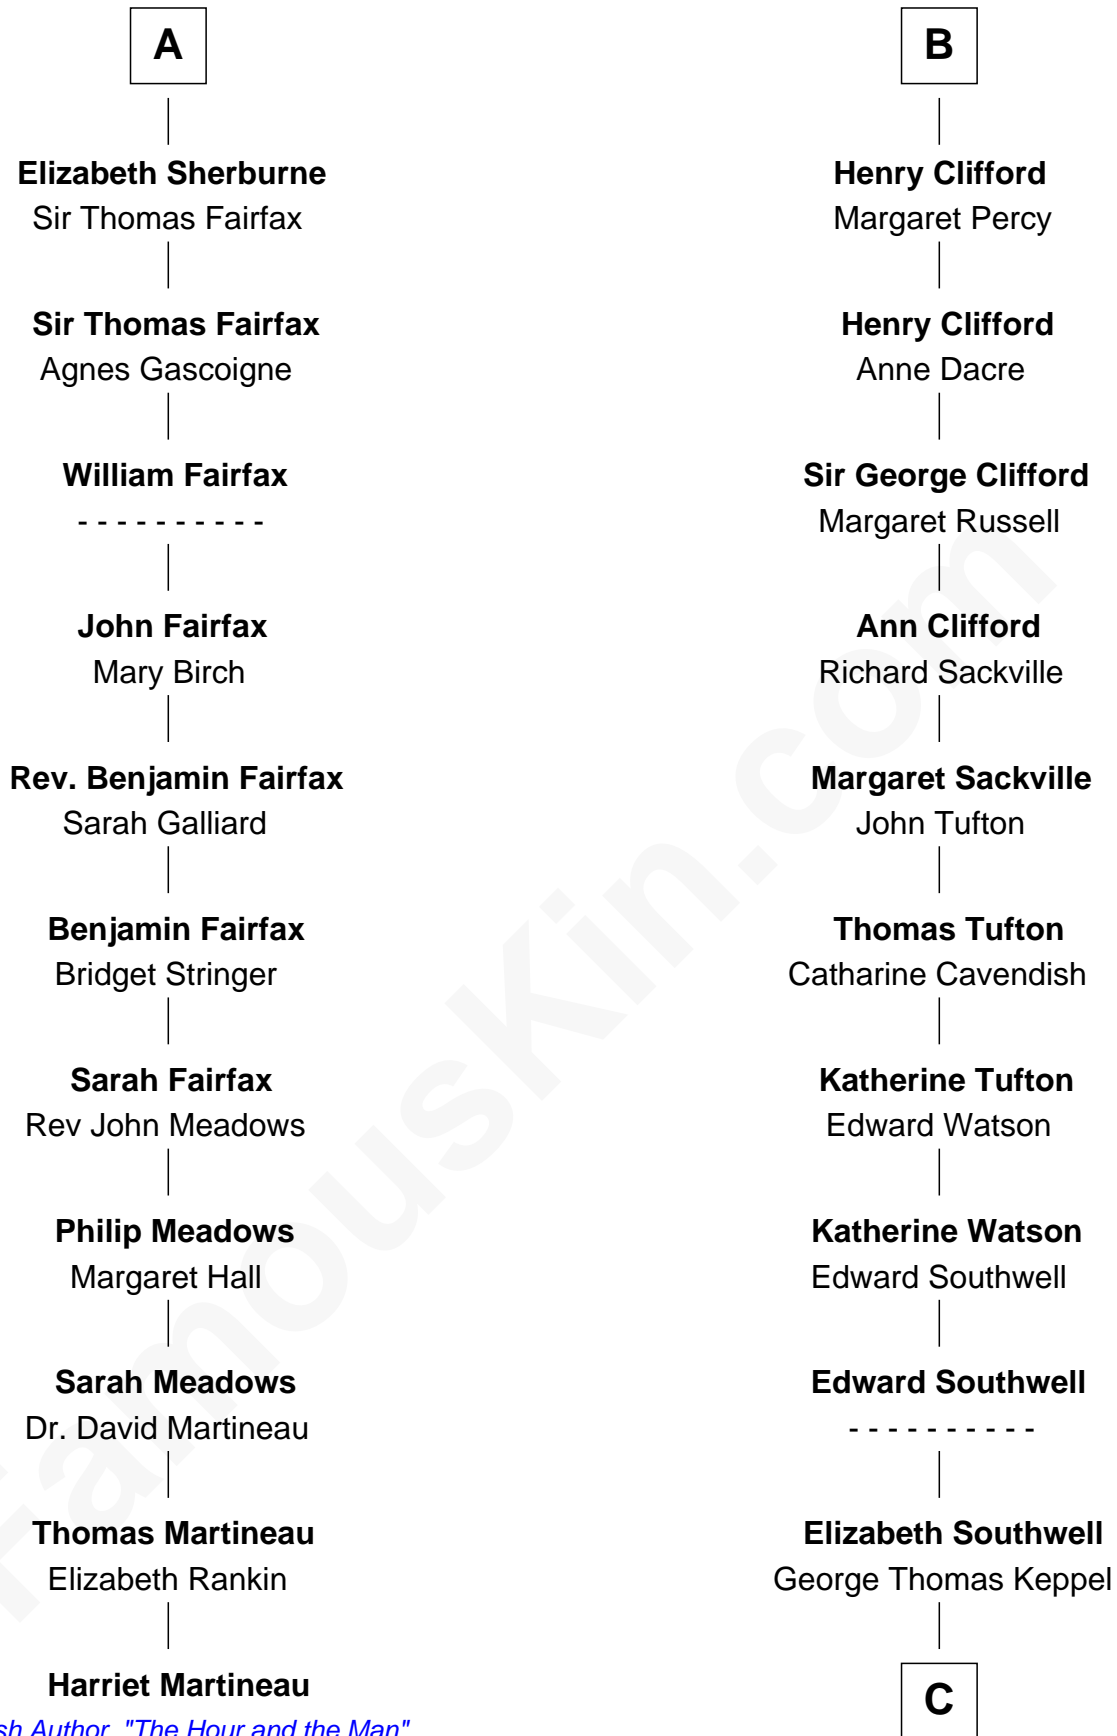 A
Elizabeth Sherburne
Sir Thomas Fairfax
Sir Thomas Fairfax
Agnes Gascoigne
William Fairfax
- - - - - - - - - -
John Fairfax
Mary Birch
Rev. Benjamin Fairfax
Sarah Galliard
Benjamin Fairfax
Bridget Stringer
Sarah Fairfax
Rev John Meadows
Philip Meadows
Margaret Hall
Sarah Meadows
Dr. David Martineau
Thomas Martineau
Elizabeth Rankin
Harriet Martineau
sh Author, "The Hour and the Man"
B
Henry Clifford
Margaret Percy
Henry Clifford
Anne Dacre
Sir George Clifford
Margaret Russell
Ann Clifford
Richard Sackville
Margaret Sackville
John Tufton
Thomas Tufton
Catharine Cavendish
Katherine Tufton
Edward Watson
Katherine Watson
Edward Southwell
Edward Southwell
- - - - - - - - - -
Elizabeth Southwell
George Thomas Keppel
C
FamousKin.com